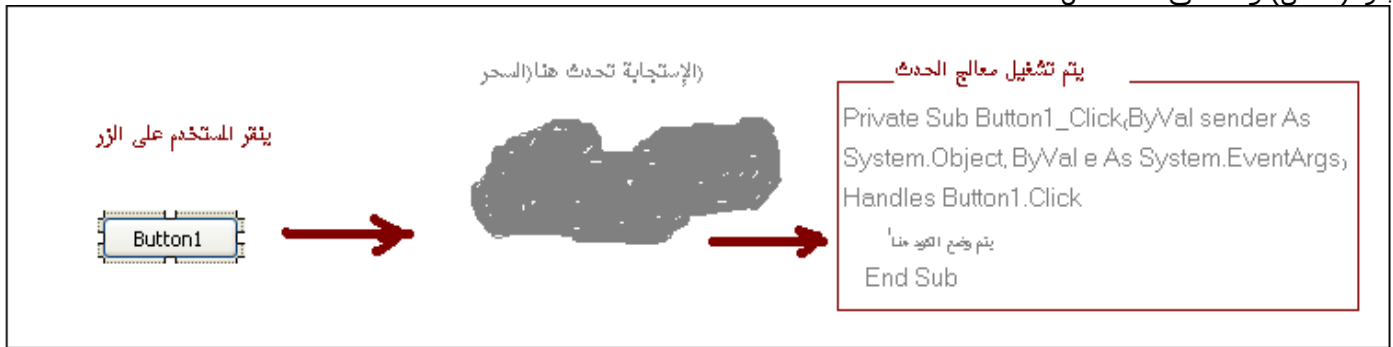 ينقر المستخدم على الزر
Button1
(الإستجابة تحدث هنا(السحر
يتم تشغيل معالج الحدث
Private Sub Button1_Click(ByVal sender As
System.Object, ByVal e As System.EventArgs)
Handles Button1.Click
'يتم وضع الكود هنا
End Sub